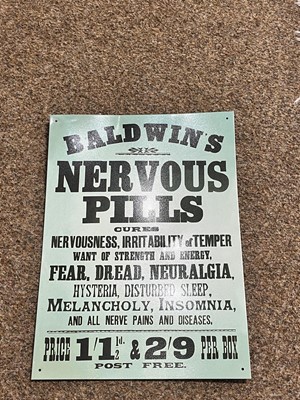 BALDWIN'S
NERVOUS
PILLS
CURES
NERVOUSNESS, IRRITABILITY of TEMPER
WANT OF STRENGTH AND ENERGY,
FEAR, DREAD, NEURALGIA,
HYSTERIA, DISTURBED SLEEP,
MELANCHOLY, INSOMNIA,
AND ALL NERVE PAINS AND DISEASES.
PRICE 1/1½d & 2/9 PER BOX
POST FREE.